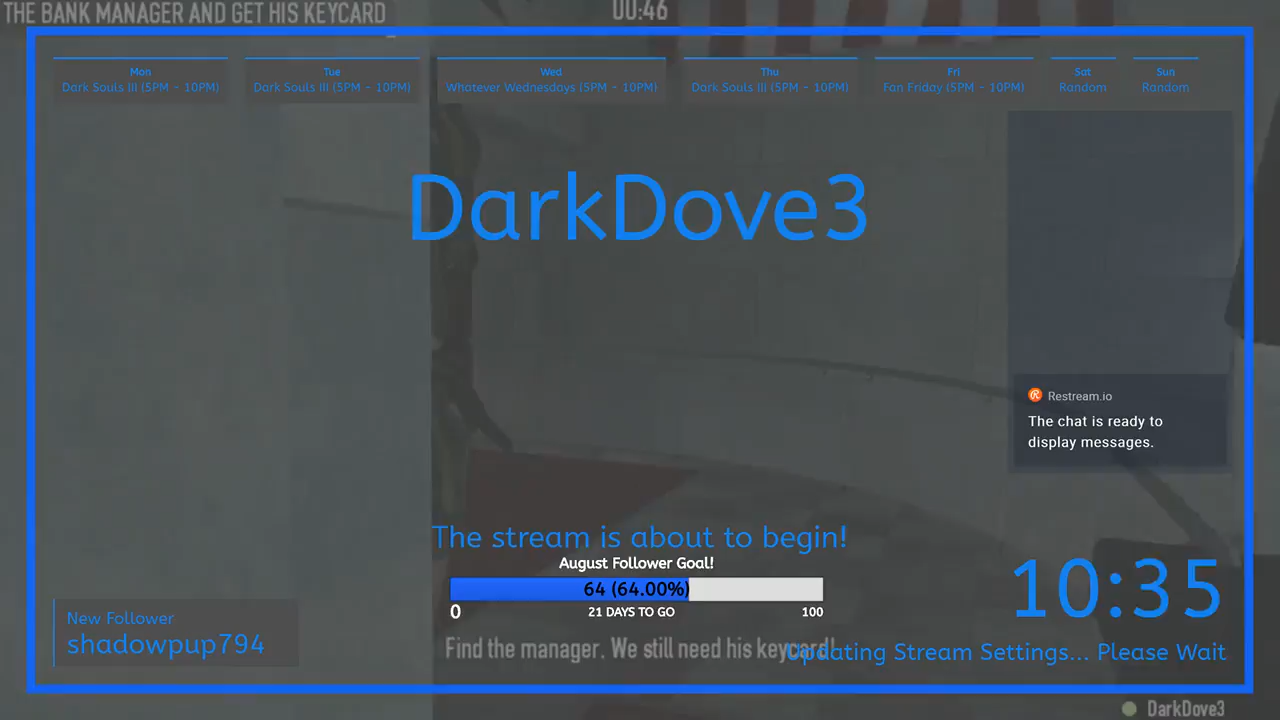 THE BANK MANAGER AND GET HIS KEYCARD
00:46
Mon
Dark Souls III (5PM - 10PM)
Tue
Dark Souls III (5PM - 10PM)
Wed
Whatever Wednesdays (5PM - 10PM)
Thu
Dark Souls III (5PM - 10PM)
Fri
Fan Friday (5PM - 10PM)
Sat
Random
Sun
Random
DarkDove3
Restream.io
The chat is ready to
display messages.
The stream is about to begin!
August Follower Goal!
64 (64.00%)
0
21 DAYS TO GO
100
10:35
New Follower
shadowpup794
Find the manager. We still need his keycard!
Updating Stream Settings... Please Wait
DarkDove3